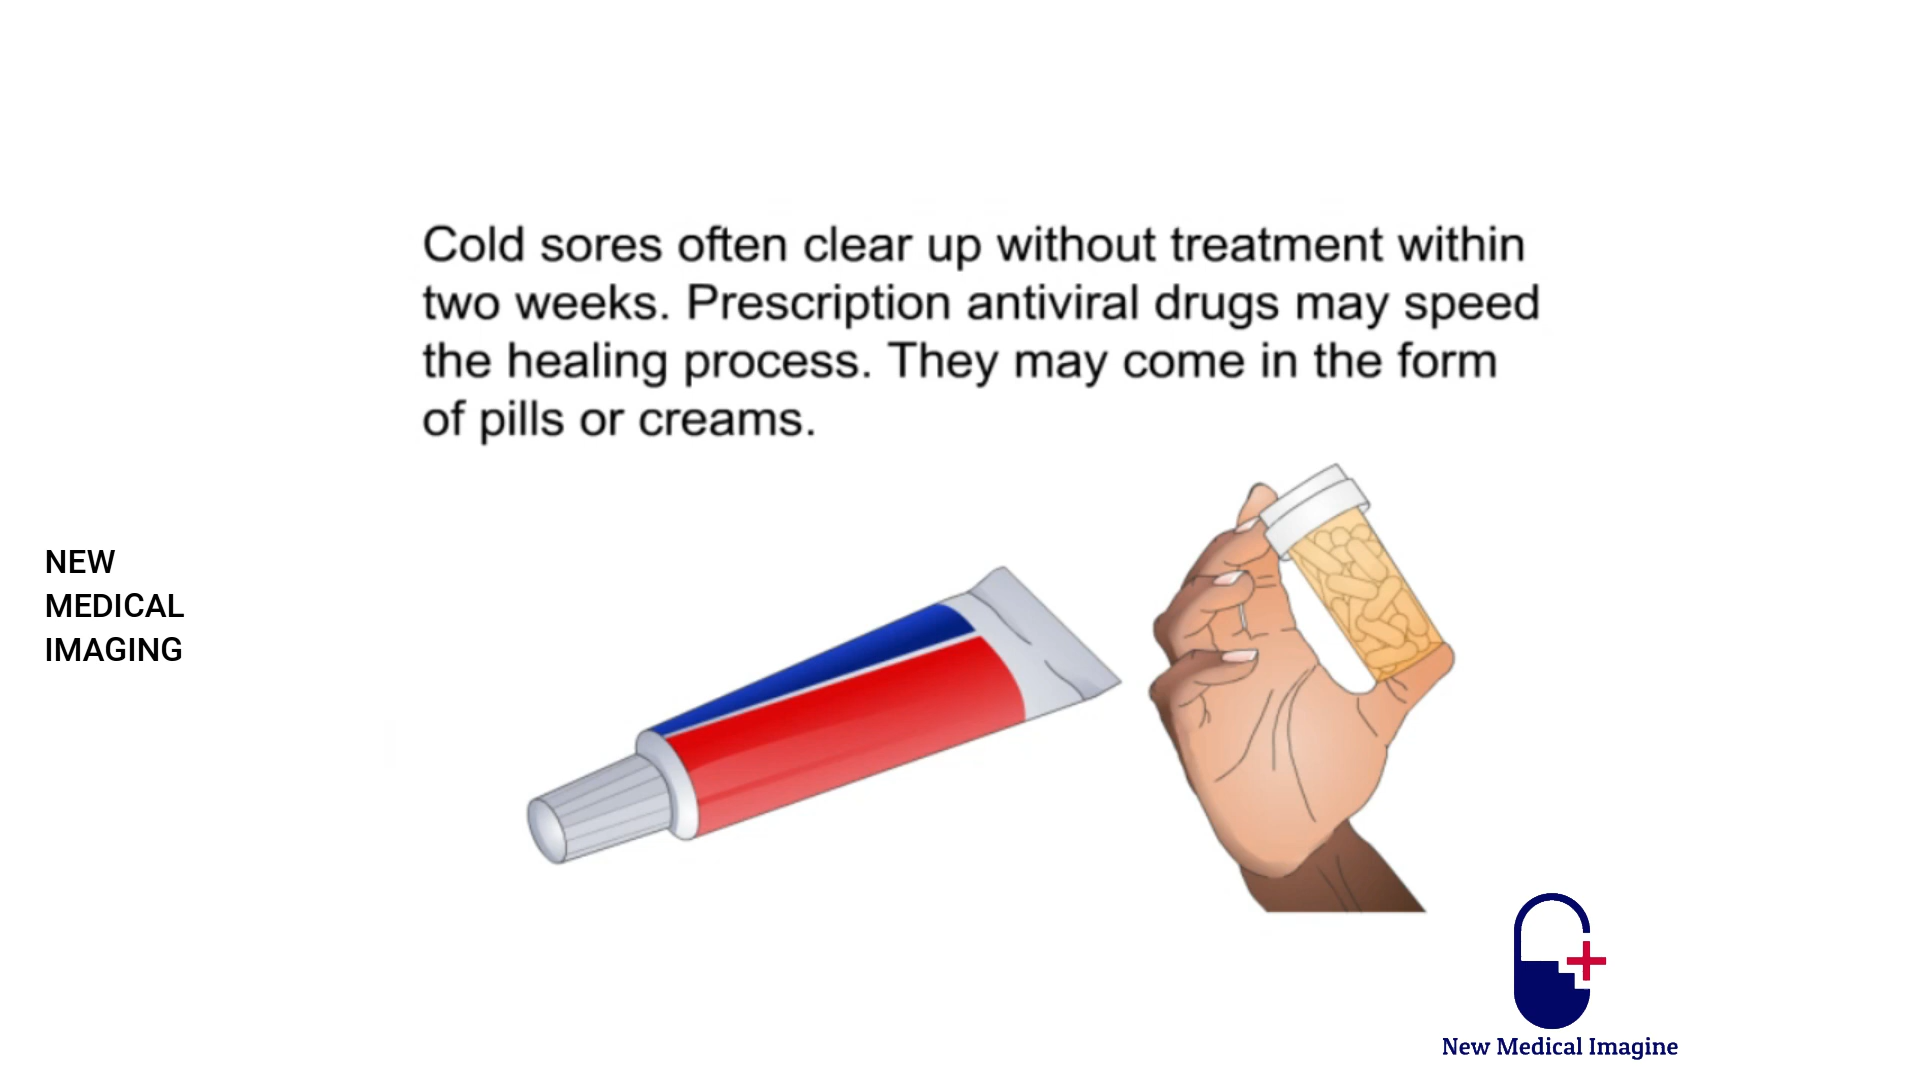 Cold sores often clear up without treatment within
two weeks. Prescription antiviral drugs may speed
the healing process. They may come in the form
of pills or creams.
NEW
MEDICAL
IMAGING
New Medical Imagine